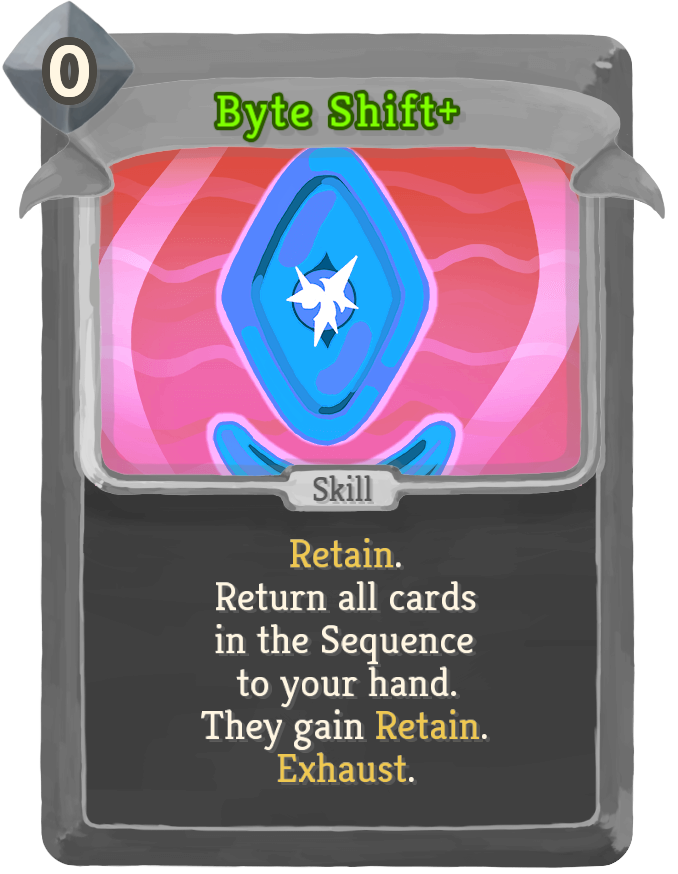 0
Byte Shift+
Skill
Retain.
Return all cards
in the Sequence
to your hand.
They gain Retain.
Exhaust.